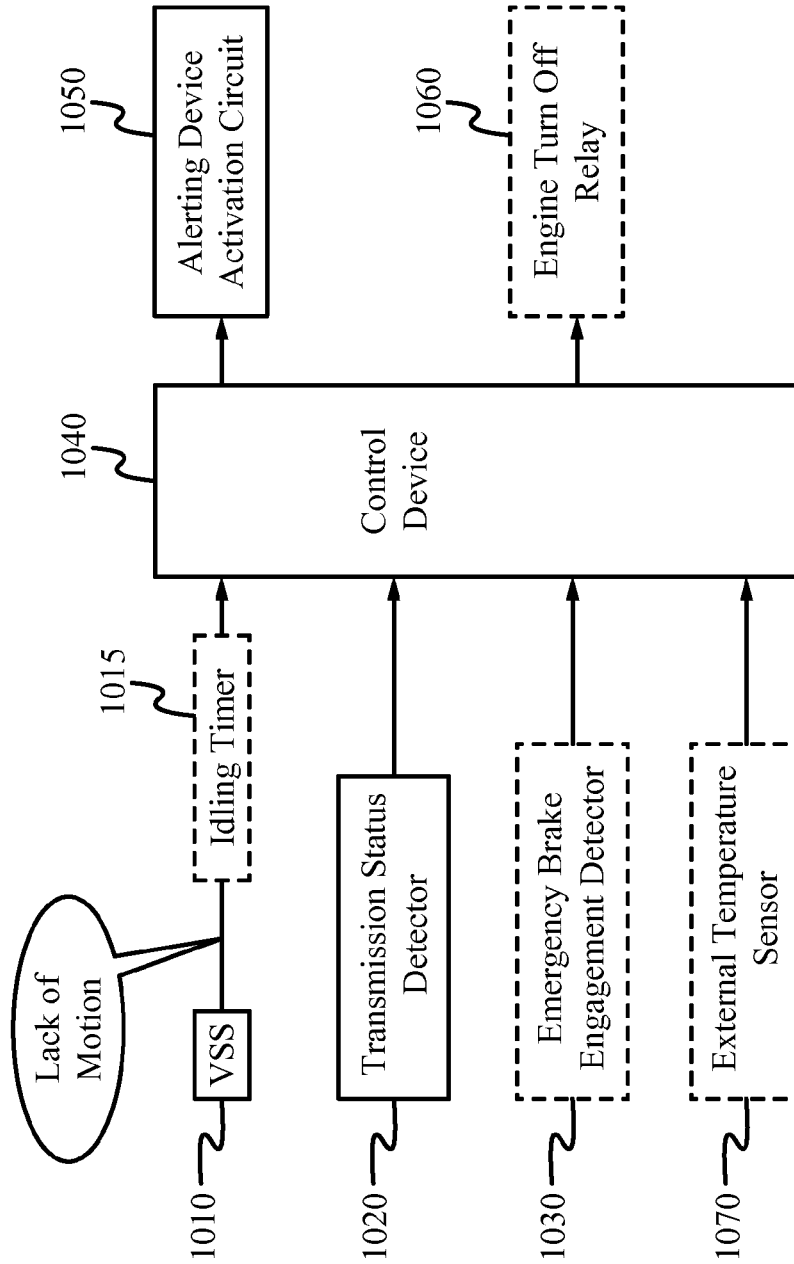 Lack of
Motion
1010
VSS
1015
Idling Timer
1020
Transmission Status
Detector
1030
Emergency Brake
Engagement Detector
1070
External Temperature
Sensor
1040
Control
Device
1050
Alerting Device
Activation Circuit
1060
Engine Turn Off
Relay